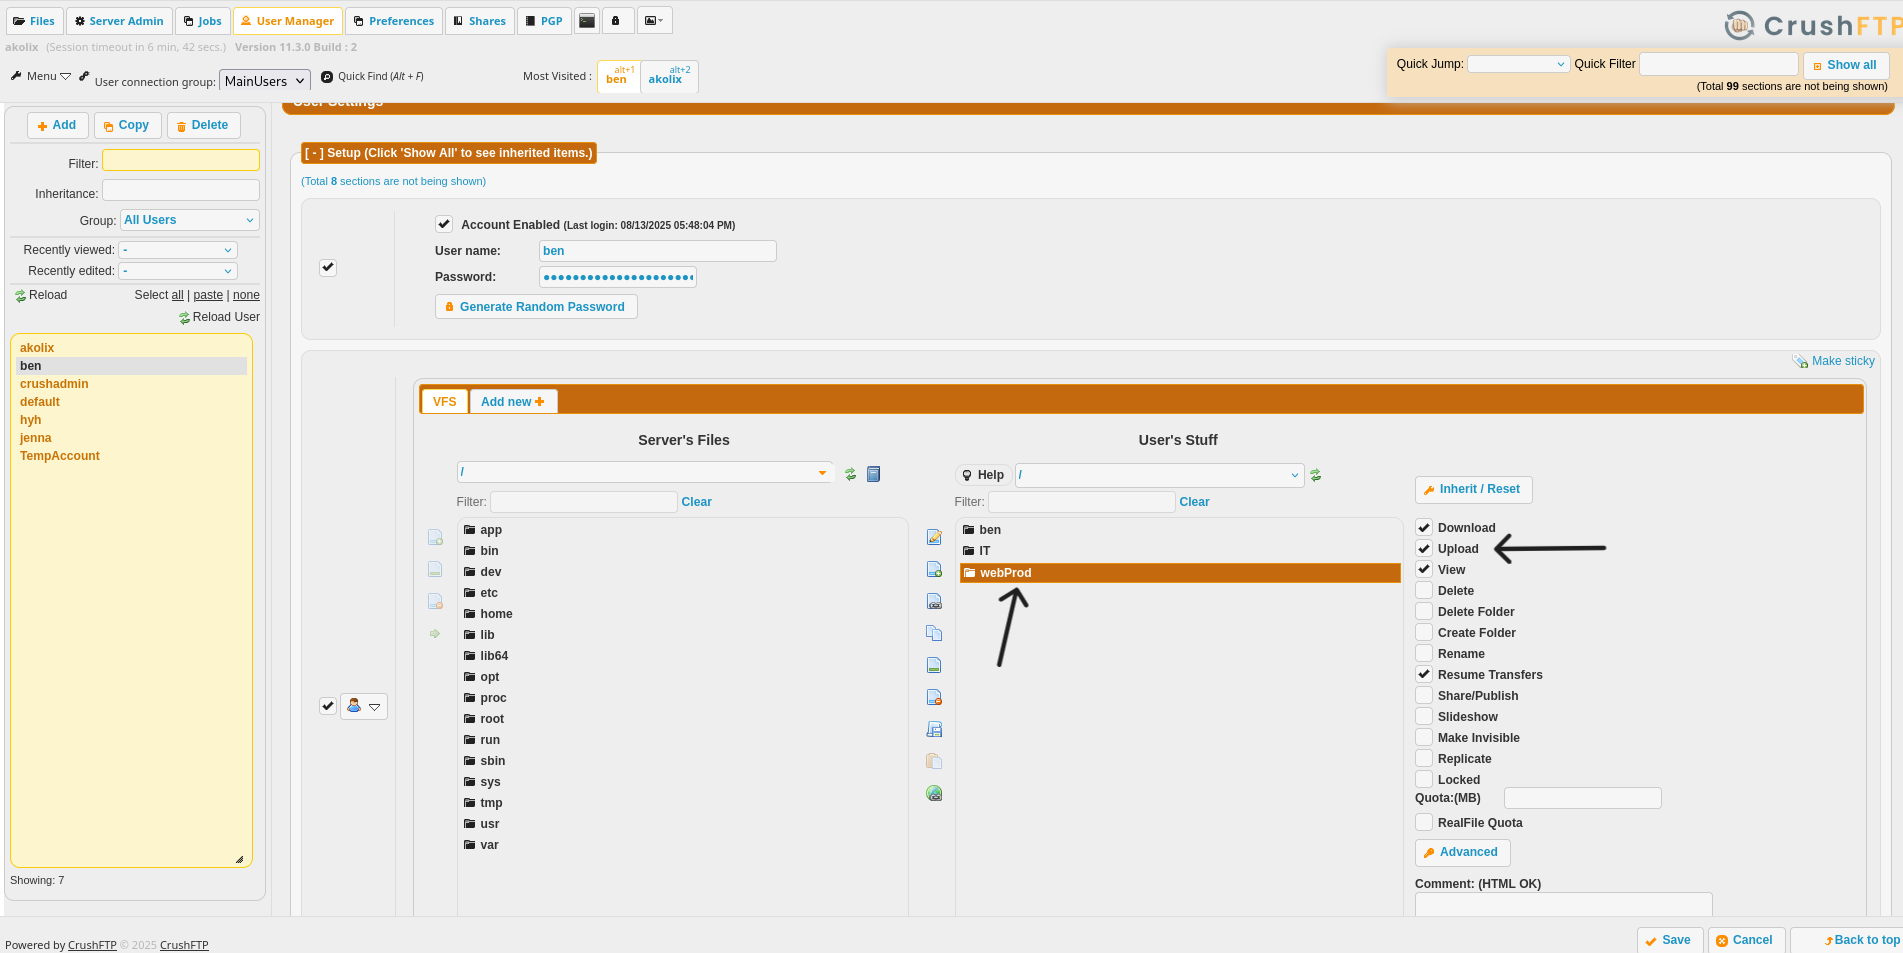 Files Server Admin Jobs User Manager Preferences Shares PGP
CrushFTP
akolix (Session timeout in 6 min, 42 secs.) Version 11.3.0 Build : 2
Menu User connection group: MainUsers Quick Find (Alt + F) Most Visited : alt+1 ben alt+2 akolix
Quick Jump: Quick Filter Show all
(Total 99 sections are not being shown)
User Settings
Add Copy Delete
Filter:
Inheritance:
Group: All Users
Recently viewed: -
Recently edited: -
Reload Select all | paste | none
Reload User
akolix
ben
crushadmin
default
hyh
jenna
TempAccount
Showing: 7
[ - ] Setup (Click 'Show All' to see inherited items.)
(Total 8 sections are not being shown)
Account Enabled (Last login: 08/13/2025 05:48:04 PM)
User name: ben
Password: ●●●●●●●●●●●●●●●●●●●●●
Generate Random Password
Make sticky
VFS Add new
Server's Files
/
Filter: Clear
app
bin
dev
etc
home
lib
lib64
opt
proc
root
run
sbin
sys
tmp
usr
var
User's Stuff
Help /
Filter: Clear
ben
IT
webProd
Inherit / Reset
Download
Upload
View
Delete
Delete Folder
Create Folder
Rename
Resume Transfers
Share/Publish
Slideshow
Make Invisible
Replicate
Locked
Quota:(MB)
RealFile Quota
Advanced
Comment: (HTML OK)
Powered by CrushFTP © 2025 CrushFTP
Save Cancel Back to top